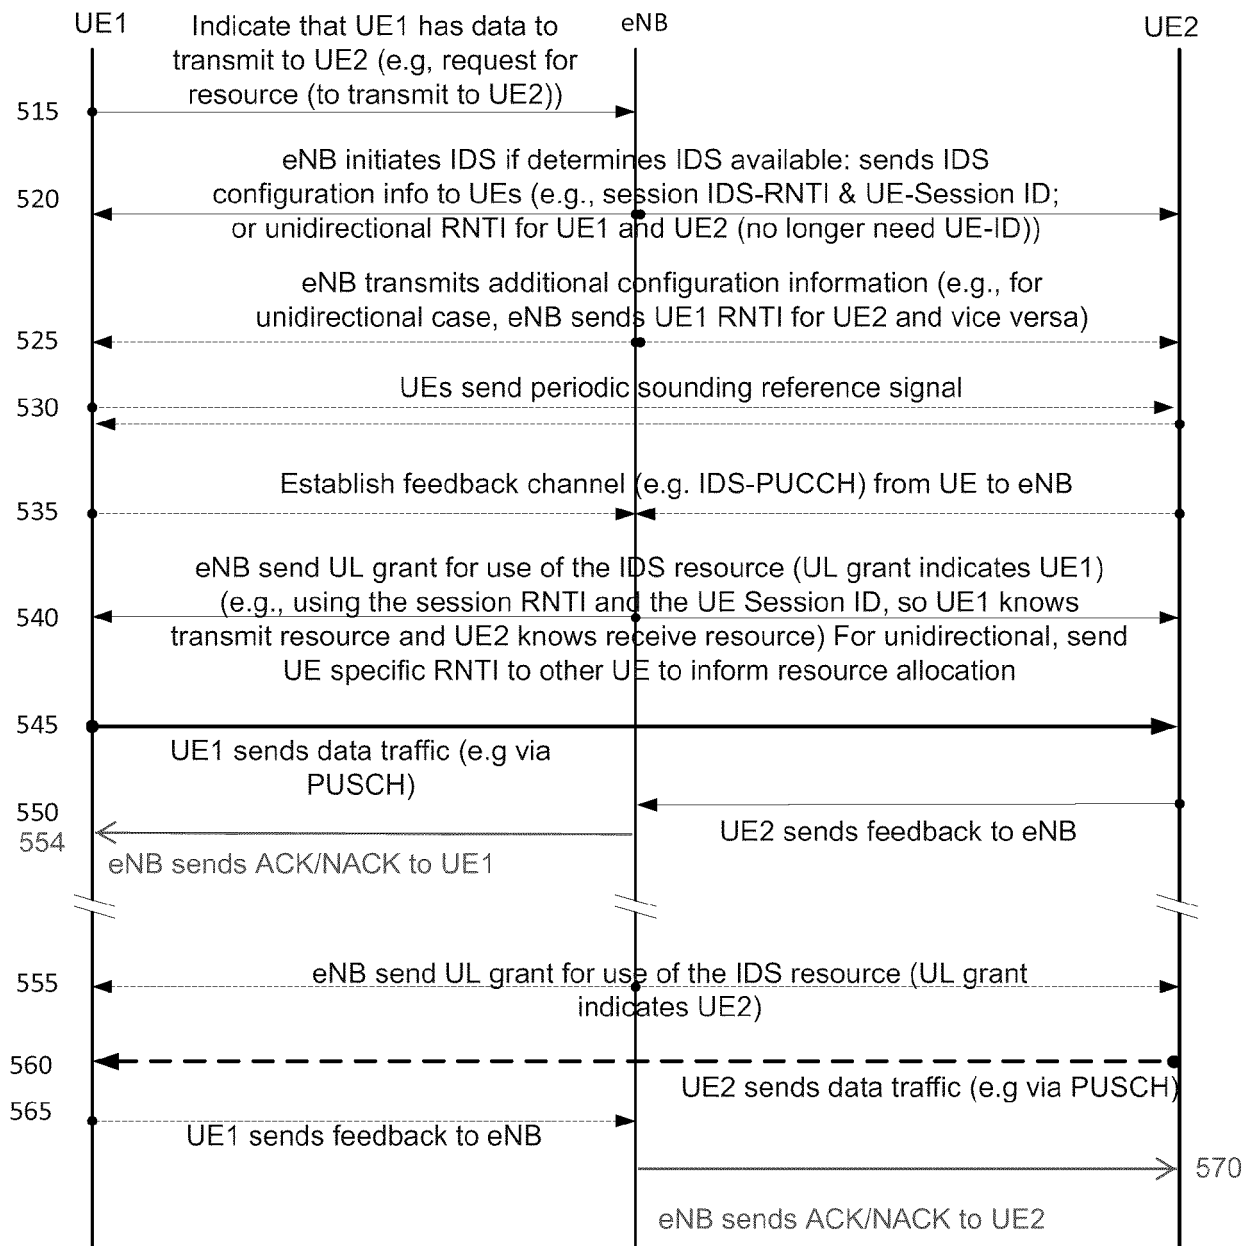 UE1
eNB
UE2
Indicate that UE1 has data to
transmit to UE2 (e.g, request for
resource (to transmit to UE2))
515
eNB initiates IDS if determines IDS available: sends IDS
configuration info to UEs (e.g., session IDS-RNTI & UE-Session ID;
or unidirectional RNTI for UE1 and UE2 (no longer need UE-ID))
520
eNB transmits additional configuration information (e.g., for
unidirectional case, eNB sends UE1 RNTI for UE2 and vice versa)
525
UEs send periodic sounding reference signal
530
Establish feedback channel (e.g. IDS-PUCCH) from UE to eNB
535
eNB send UL grant for use of the IDS resource (UL grant indicates UE1)
(e.g., using the session RNTI and the UE Session ID, so UE1 knows
transmit resource and UE2 knows receive resource) For unidirectional, send
UE specific RNTI to other UE to inform resource allocation
540
545
UE1 sends data traffic (e.g via
PUSCH)
550
UE2 sends feedback to eNB
554
eNB sends ACK/NACK to UE1
eNB send UL grant for use of the IDS resource (UL grant
indicates UE2)
555
560
UE2 sends data traffic (e.g via PUSCH)
565
UE1 sends feedback to eNB
570
eNB sends ACK/NACK to UE2